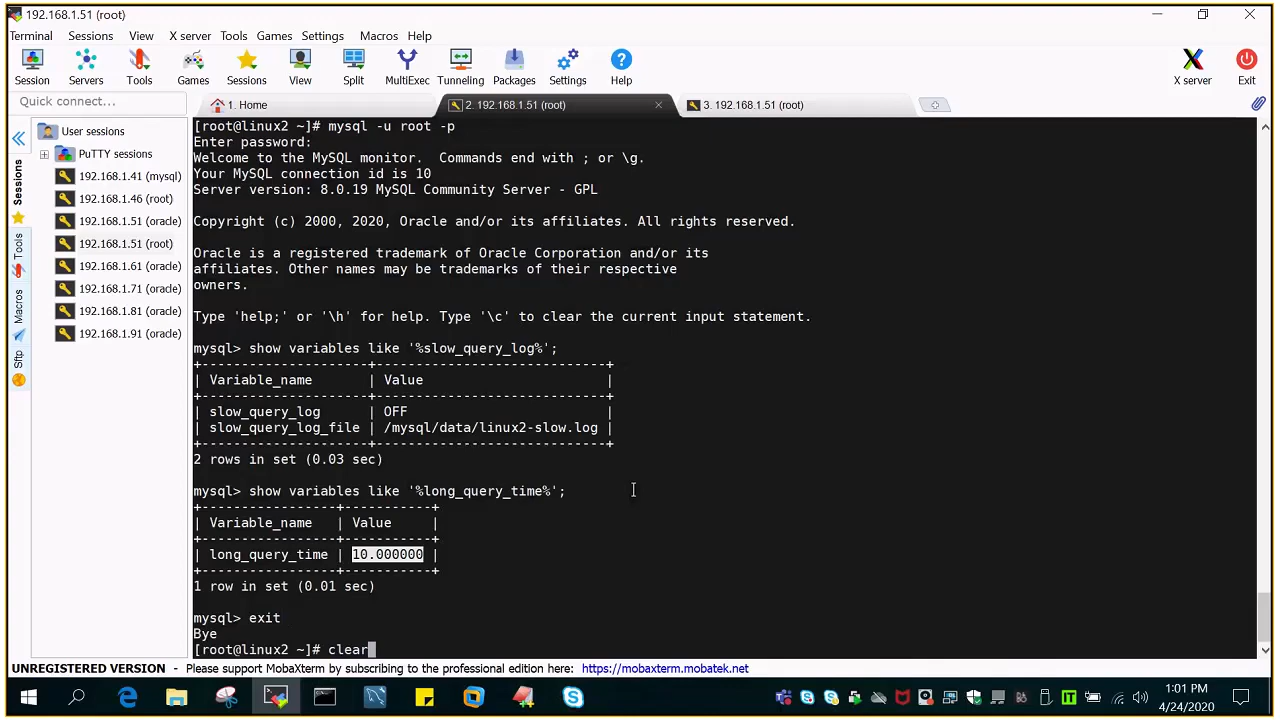 192.168.1.51 (root)
Terminal Sessions View X server Tools Games Settings Macros Help
Session Servers Tools Games Sessions View Split MultiExec Tunneling Packages Settings Help X server Exit
Quick connect...
1. Home
2. 192.168.1.51 (root)
3. 192.168.1.51 (root)
Sessions
Tools
Macros
Sftp
User sessions
PuTTY sessions
192.168.1.41 (mysql)
192.168.1.46 (root)
192.168.1.51 (oracle)
192.168.1.51 (root)
192.168.1.61 (oracle)
192.168.1.71 (oracle)
192.168.1.81 (oracle)
192.168.1.91 (oracle)
[root@linux2 ~]# mysql -u root -p
Enter password:
Welcome to the MySQL monitor.  Commands end with ; or \g.
Your MySQL connection id is 10
Server version: 8.0.19 MySQL Community Server - GPL
Copyright (c) 2000, 2020, Oracle and/or its affiliates. All rights reserved.
Oracle is a registered trademark of Oracle Corporation and/or its
affiliates. Other names may be trademarks of their respective
owners.
Type 'help;' or '\h' for help. Type '\c' to clear the current input statement.
mysql> show variables like '%slow_query_log%';
+---------------------+-----------------------------+
| Variable_name       | Value                       |
+---------------------+-----------------------------+
| slow_query_log      | OFF                         |
| slow_query_log_file | /mysql/data/linux2-slow.log |
+---------------------+-----------------------------+
2 rows in set (0.03 sec)
mysql> show variables like '%long_query_time%';
+-----------------+-----------+
| Variable_name   | Value     |
+-----------------+-----------+
| long_query_time | 10.000000 |
+-----------------+-----------+
1 row in set (0.01 sec)
mysql> exit
Bye
[root@linux2 ~]# clear
UNREGISTERED VERSION - Please support MobaXterm by subscribing to the professional edition here: https://mobaxterm.mobatek.net
1:01 PM
4/24/2020